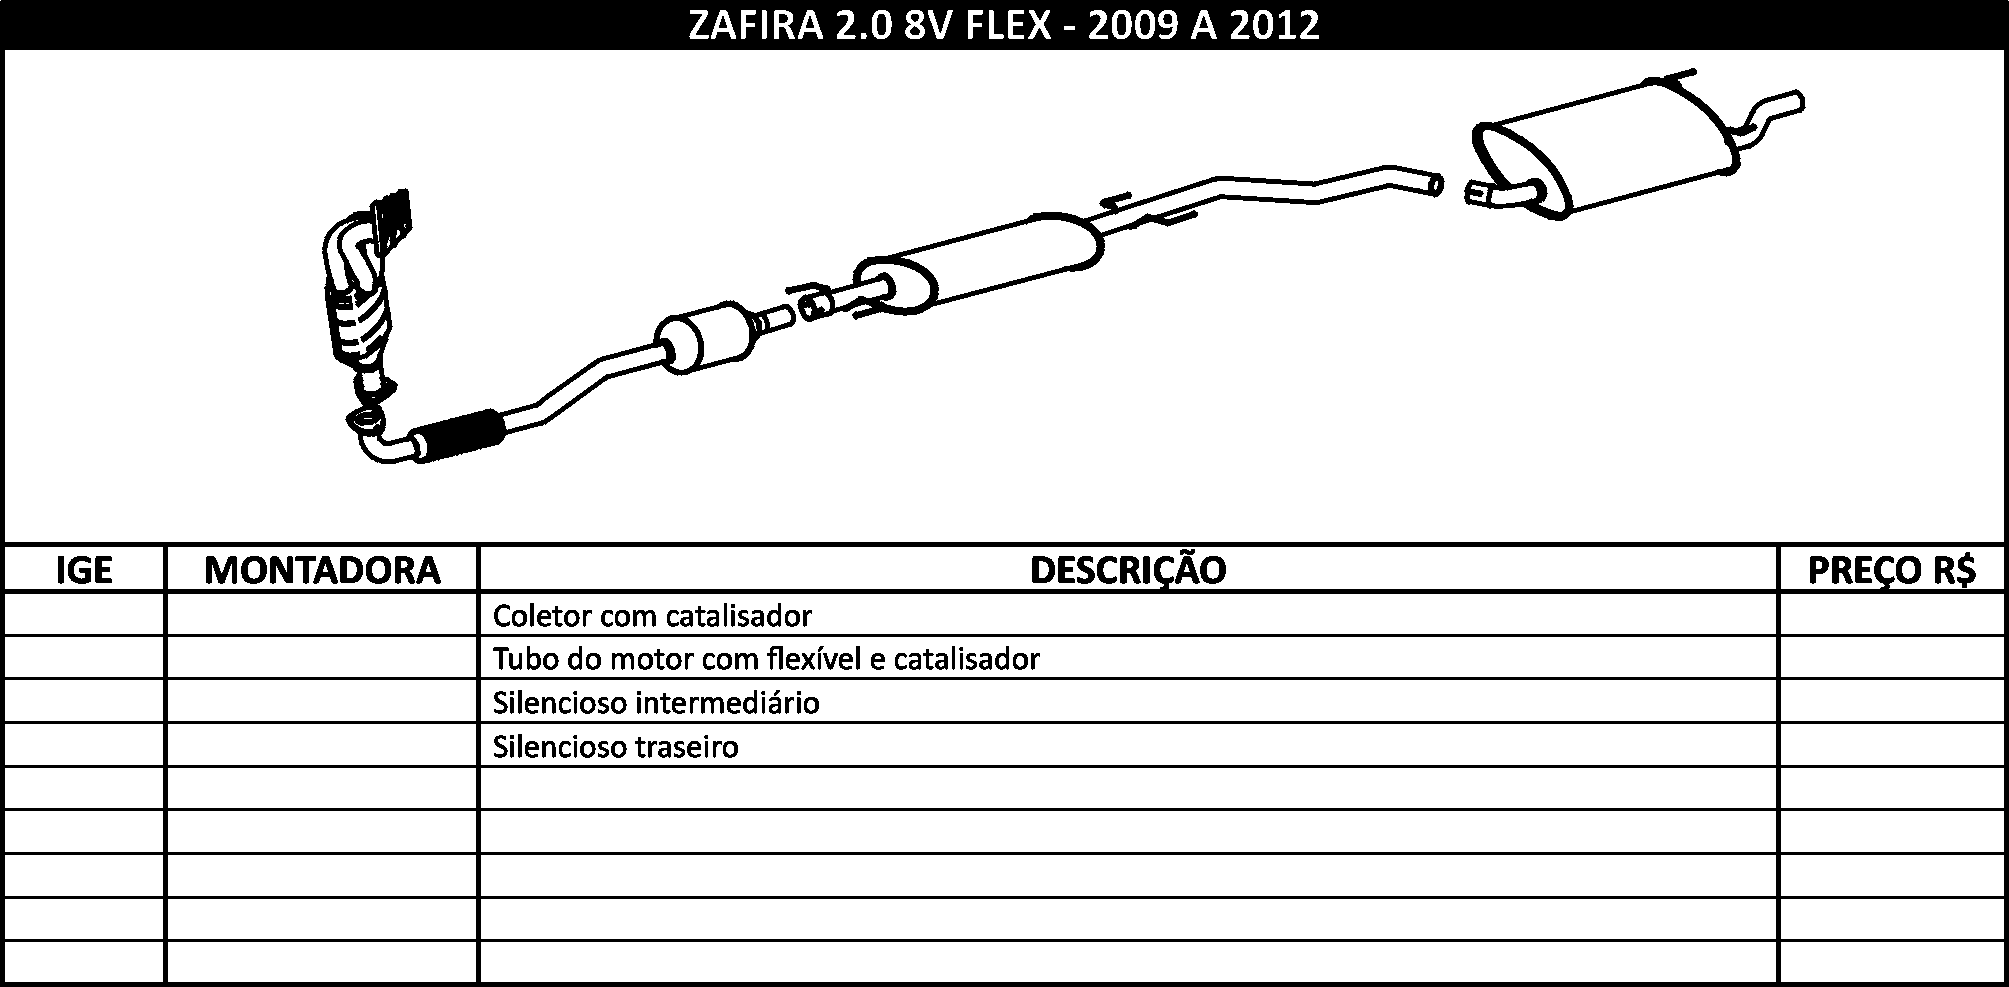 ZAFIRA 2.0 8V FLEX - 2009 A 2012
IGE MONTADORA DESCRIÇÃO PREÇO R$
Coletor com catalisador
Tubo do motor com flexível e catalisador
Silencioso intermediário
Silencioso traseiro